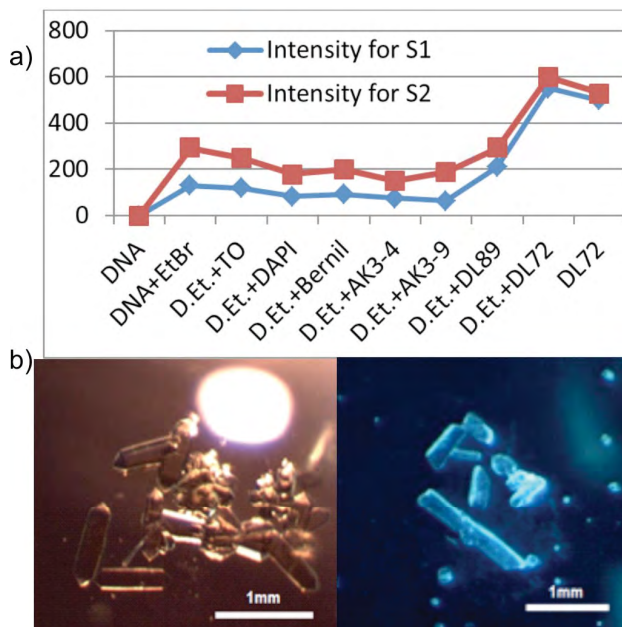 a)
800
600
400
200
0
Intensity for S1
Intensity for S2
DNA
DNA+EtBr
D.Et.+TO
D.Et.+DAPI
D.Et.+Bernil
D.Et.+AK3-4
D.Et.+AK3-9
D.Et.+DL89
D.Et.+DL72
DL72
b)
1mm
1mm